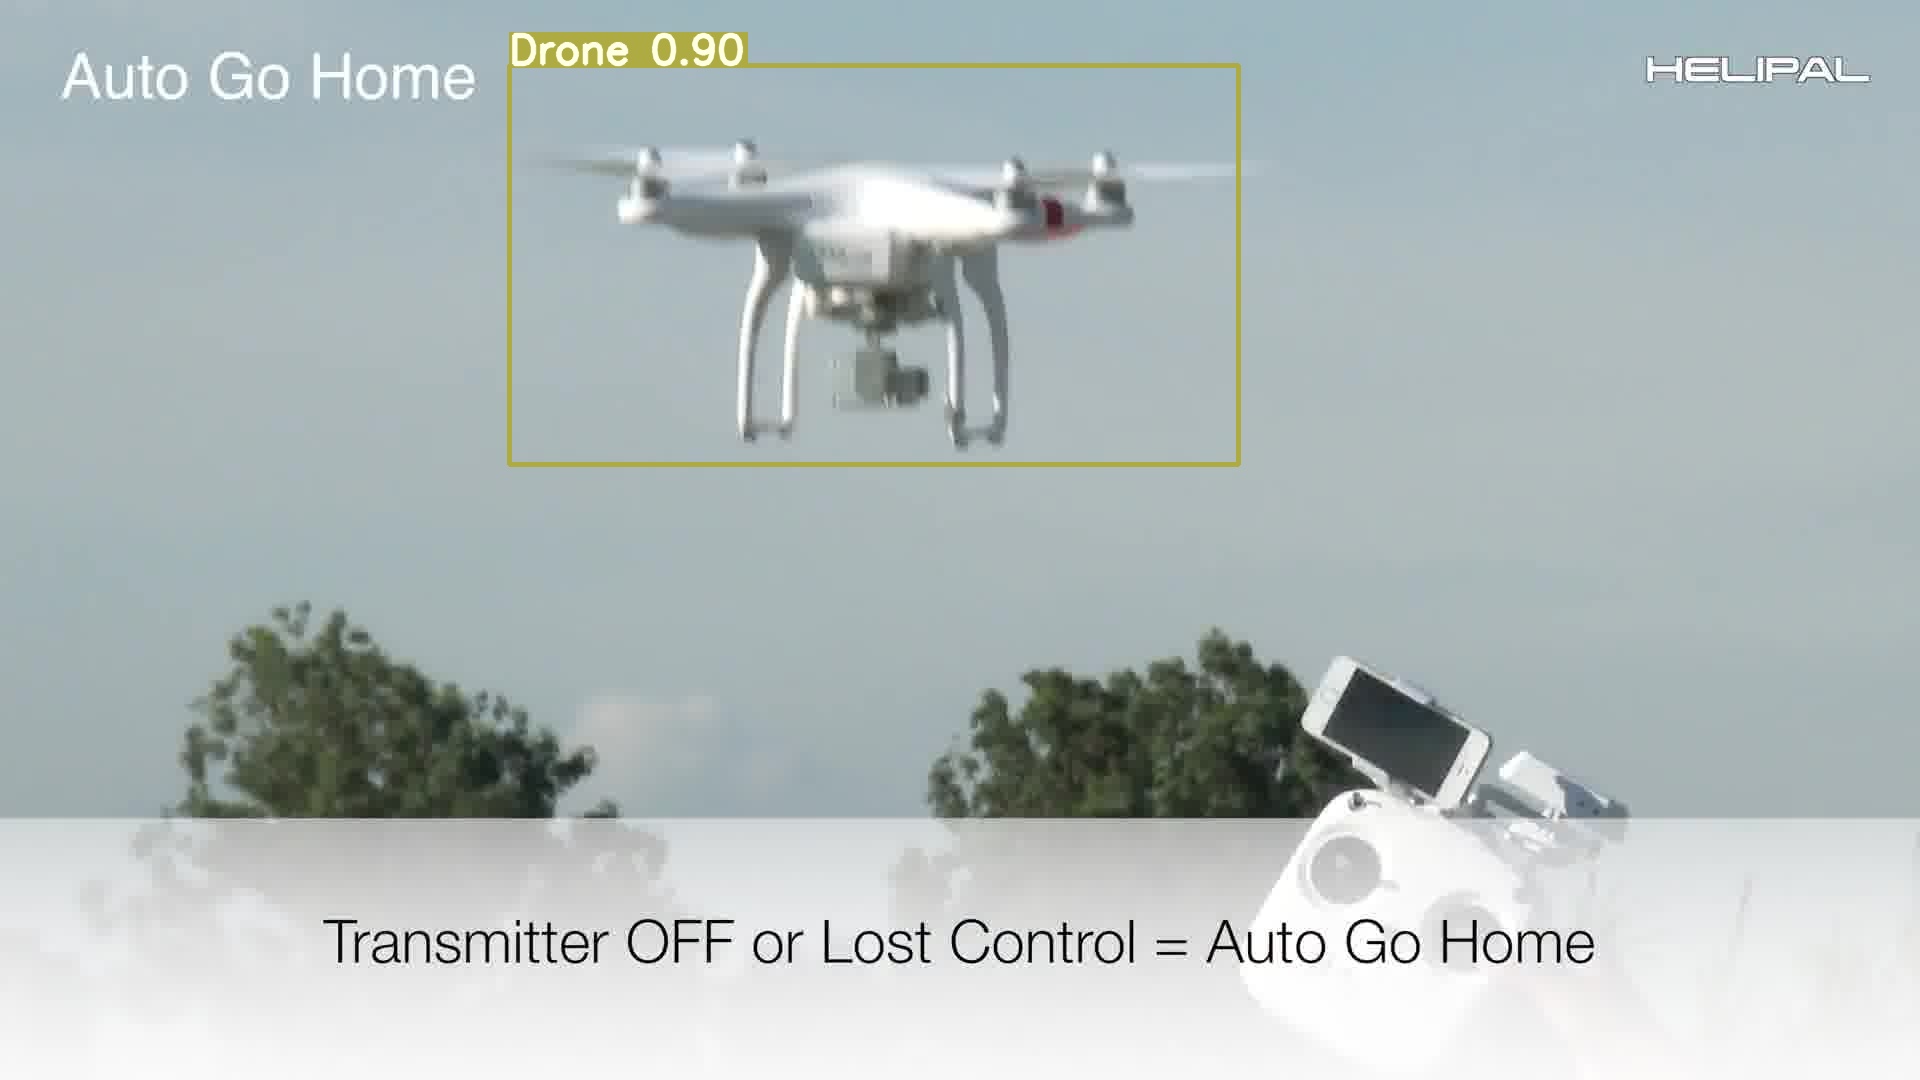 Drone 0.90
Auto Go Home
HELIPAL
Transmitter OFF or Lost Control = Auto Go Home